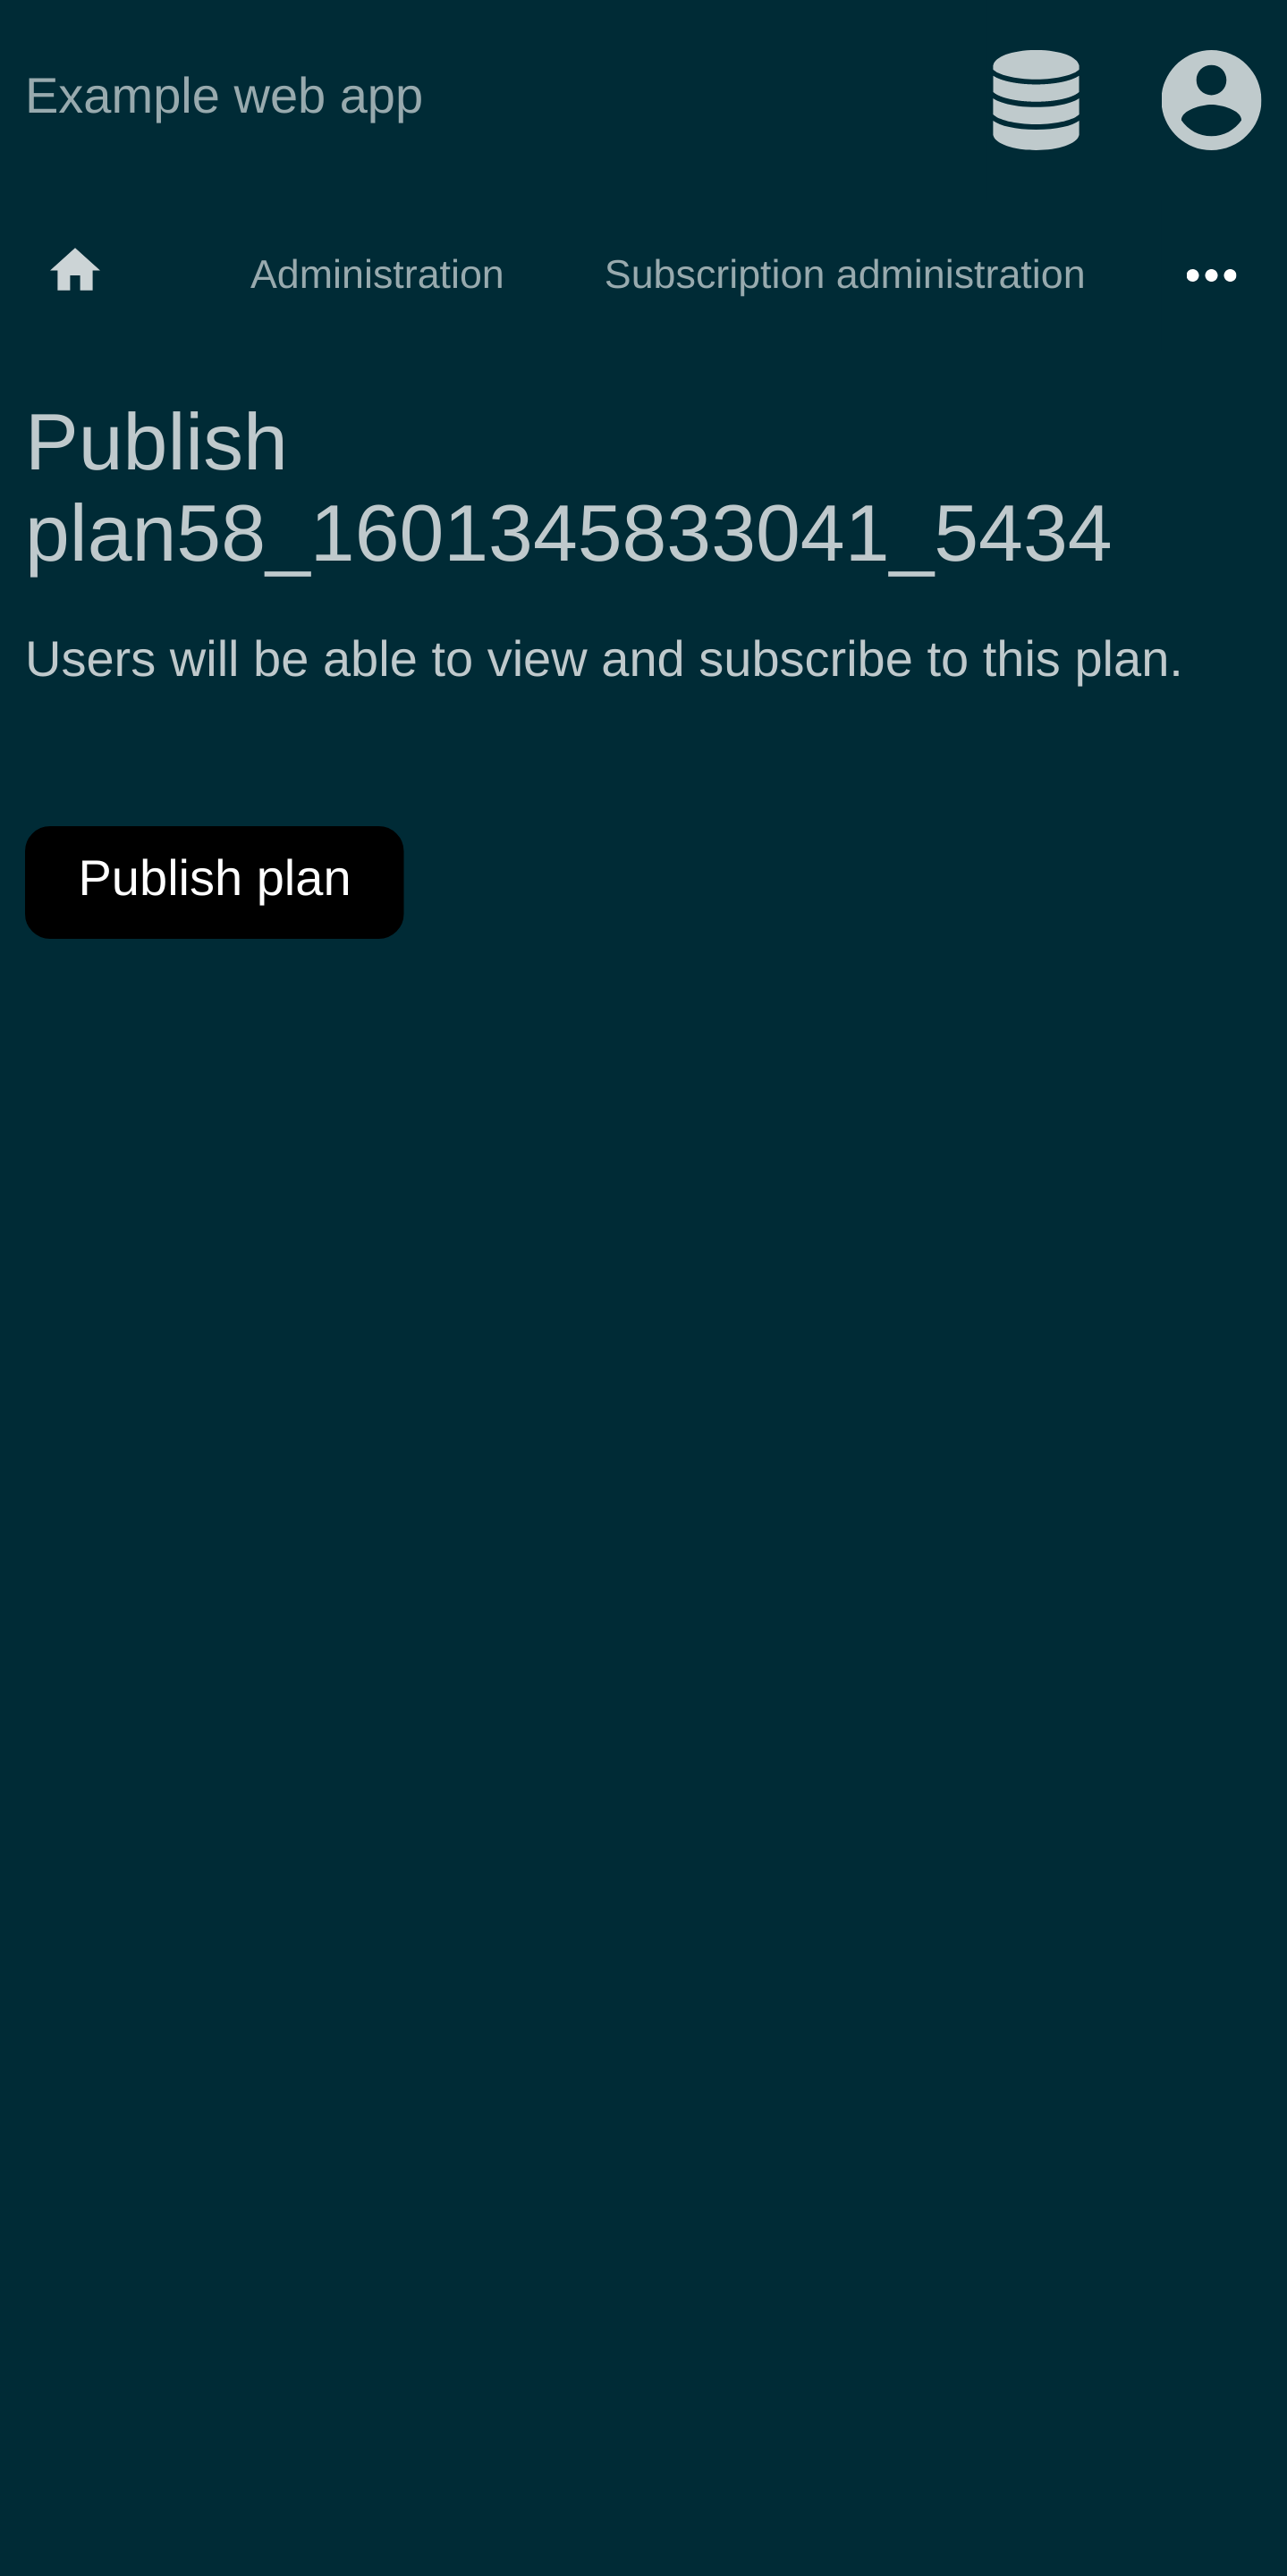 Example web app
Administration Subscription administration
Publish
plan58_1601345833041_5434
Users will be able to view and subscribe to this plan.
Publish plan